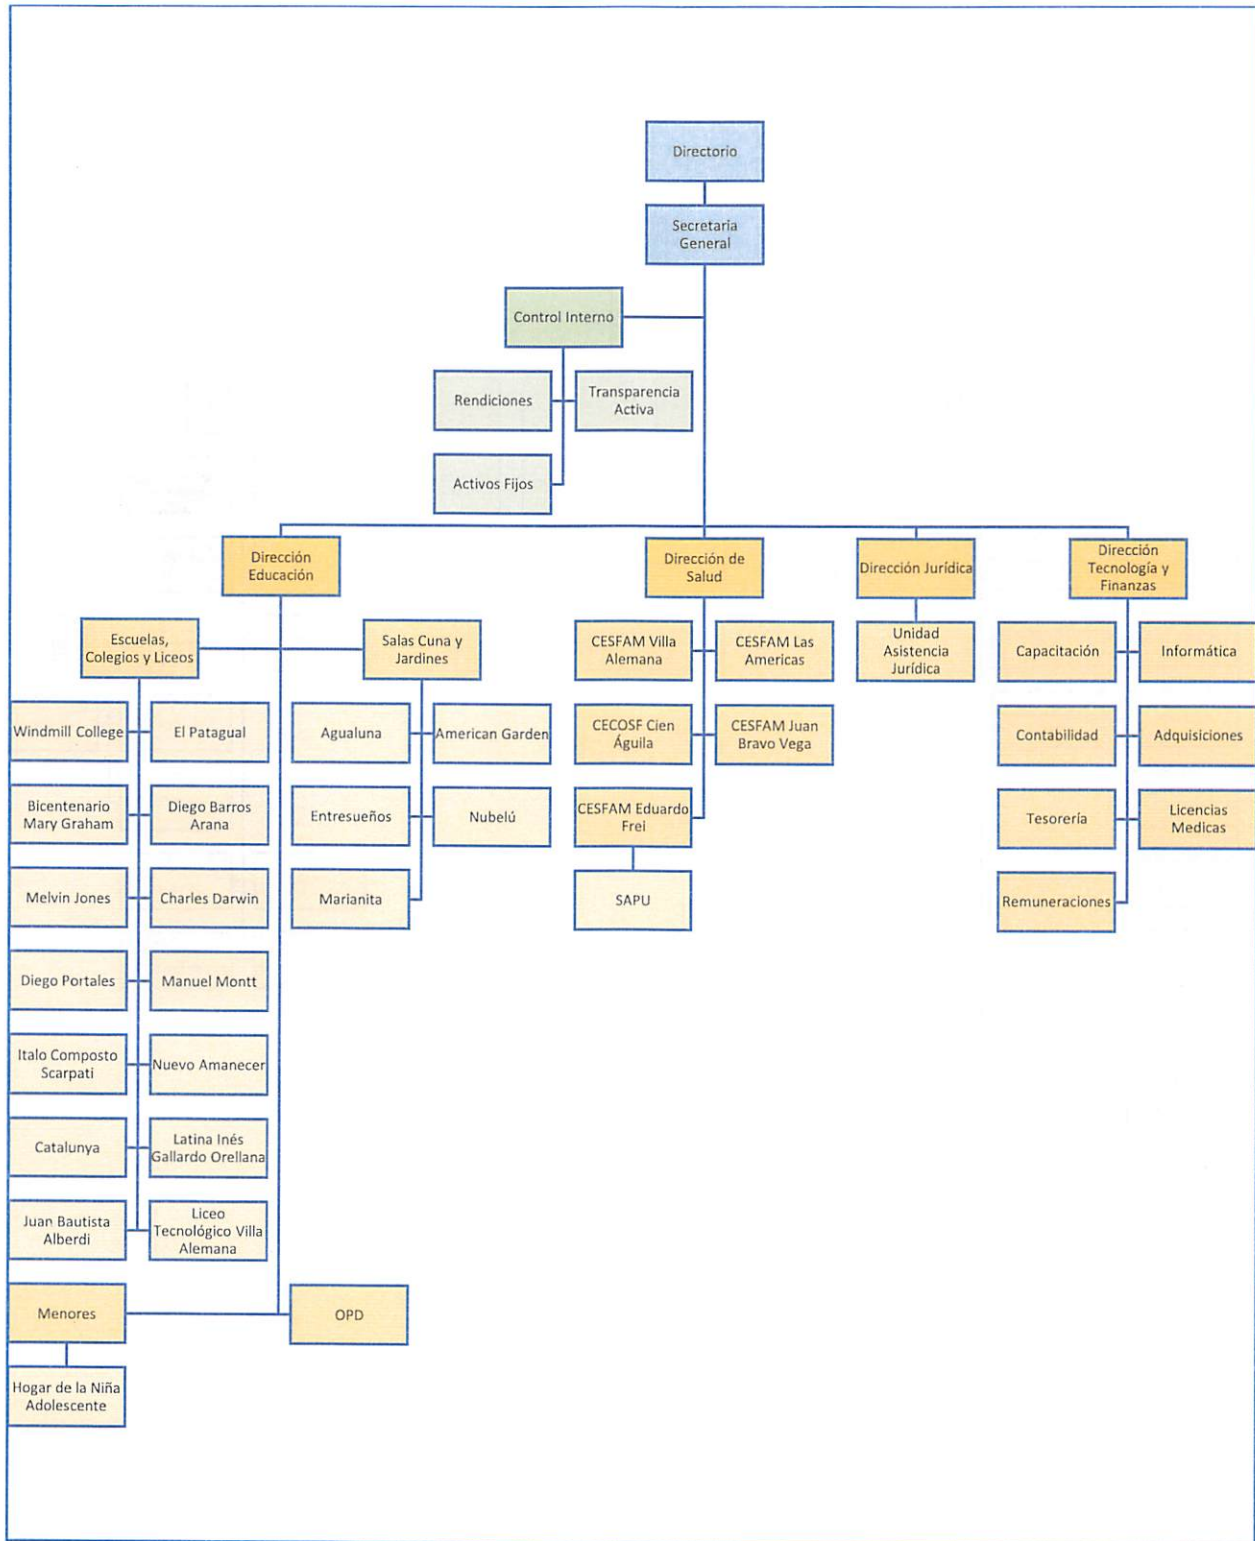 Directorio
Secretaria
General
Control Interno
Rendiciones
Transparencia
Activa
Activos Fijos
Dirección
Educación
Dirección de
Salud
Dirección Jurídica
Dirección
Tecnología y
Finanzas
Escuelas,
Colegios y Liceos
Salas Cuna y
Jardines
CESFAM Villa
Alemana
CESFAM Las
Americas
Unidad
Asistencia
Jurídica
Capacitación
Informática
Windmill College
El Patagual
Agualuna
American Garden
CECOSF Cien
Águila
CESFAM Juan
Bravo Vega
Contabilidad
Adquisiciones
Bicentenario
Mary Graham
Diego Barros
Arana
Entresueños
Nubelú
CESFAM Eduardo
Frei
Tesorería
Licencias
Medicas
Melvin Jones
Charles Darwin
Marianita
SAPU
Remuneraciones
Diego Portales
Manuel Montt
Italo Composto
Scarpati
Nuevo Amanecer
Catalunya
Latina Inés
Gallardo Orellana
Juan Bautista
Alberdi
Liceo
Tecnológico Villa
Alemana
Menores
OPD
Hogar de la Niña
Adolescente